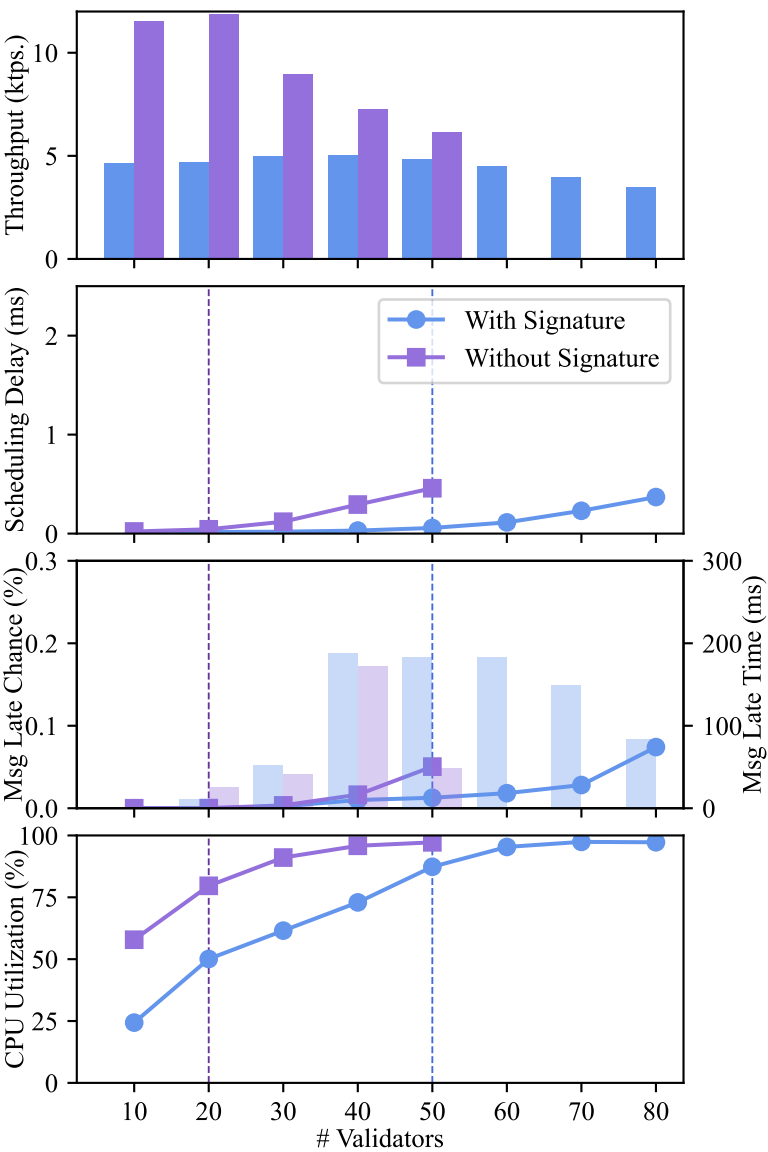 Throughput (ktps.)
10
5
0
Scheduling Delay (ms)
2
1
0
With Signature
Without Signature
Msg Late Chance (%)
0.3
0.2
0.1
0.0
300
200
100
0
Msg Late Time (ms)
CPU Utilization (%)
100
75
50
25
0
10 20 30 40 50 60 70 80
# Validators